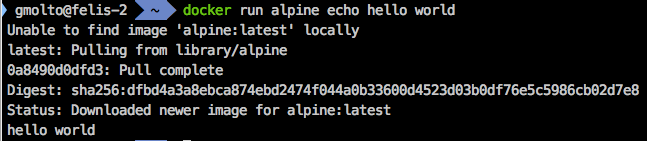 gmolto@felis-2 ~ docker run alpine echo hello world
Unable to find image 'alpine:latest' locally
latest: Pulling from library/alpine
0a8490d0dfd3: Pull complete
Digest: sha256:dfbd4a3a8ebca874ebd2474f044a0b33600d4523d03b0df76e5c5986cb02d7e8
Status: Downloaded newer image for alpine:latest
hello world